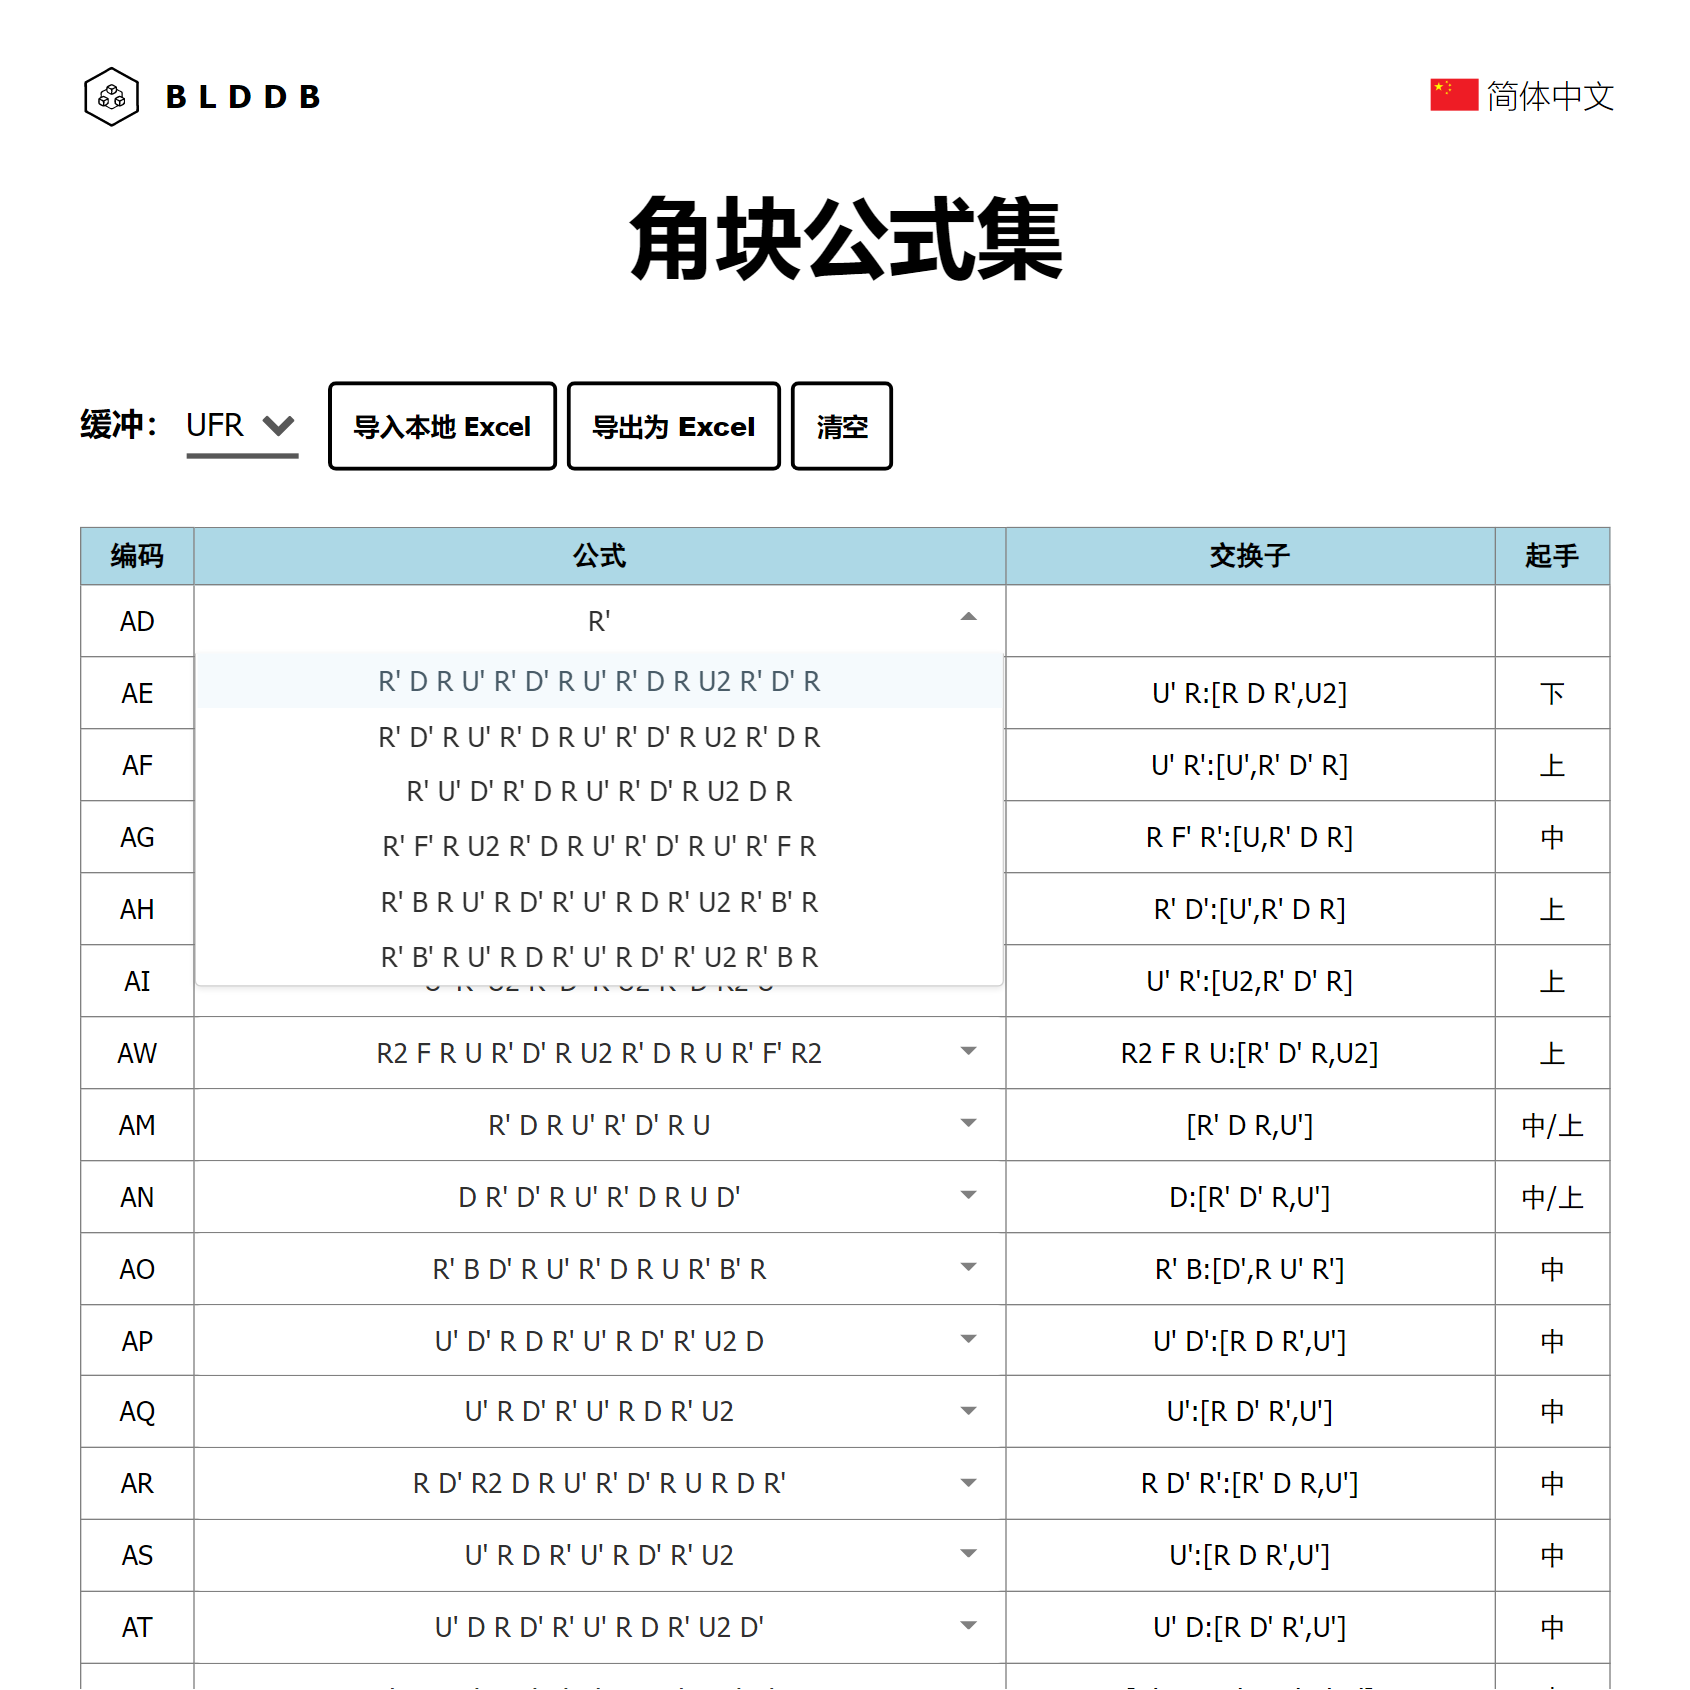 BLDDB
简体中文
角块公式集
缓冲： UFR 导入本地 Excel 导出为 Excel 清空
编码 公式 交换子 起手
AD R'
R' D R U' R' D' R U' R' D R U2 R' D' R
AE U' R:[R D R',U2] 下
R' D' R U' R' D R U' R' D' R U2 R' D R
AF U' R':[U',R' D' R] 上
R' U' D' R' D R U' R' D' R U2 D R
AG R' F' R U2 R' D R U' R' D' R U' R' F R R F' R':[U,R' D R] 中
AH R' B R U' R D' R' U' R D R' U2 R' B' R R' D':[U',R' D R] 上
R' B' R U' R D R' U' R D' R' U2 R' B R
AI U' R':[U2,R' D' R] 上
AW R2 F R U R' D' R U2 R' D R U R' F' R2 R2 F R U:[R' D' R,U2] 上
AM R' D R U' R' D' R U [R' D R,U'] 中/上
AN D R' D' R U' R' D R U D' D:[R' D' R,U'] 中/上
AO R' B D' R U' R' D R U R' B' R R' B:[D',R U' R'] 中
AP U' D' R D R' U' R D' R' U2 D U' D':[R D R',U'] 中
AQ U' R D' R' U' R D R' U2 U':[R D' R',U'] 中
AR R D' R2 D R U' R' D' R U R D R' R D' R':[R' D R,U'] 中
AS U' R D R' U' R D' R' U2 U':[R D R',U'] 中
AT U' D R D' R' U' R D R' U2 D' U' D:[R D' R',U'] 中